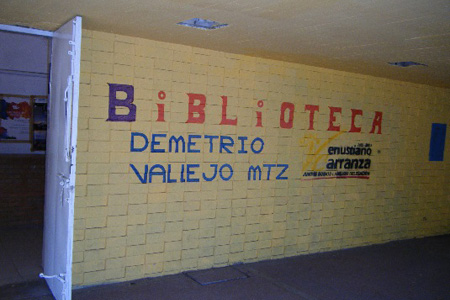 BiBLiOTECA
DEMETRIO
VALLEJO MTZ
Venustiano
Carranza